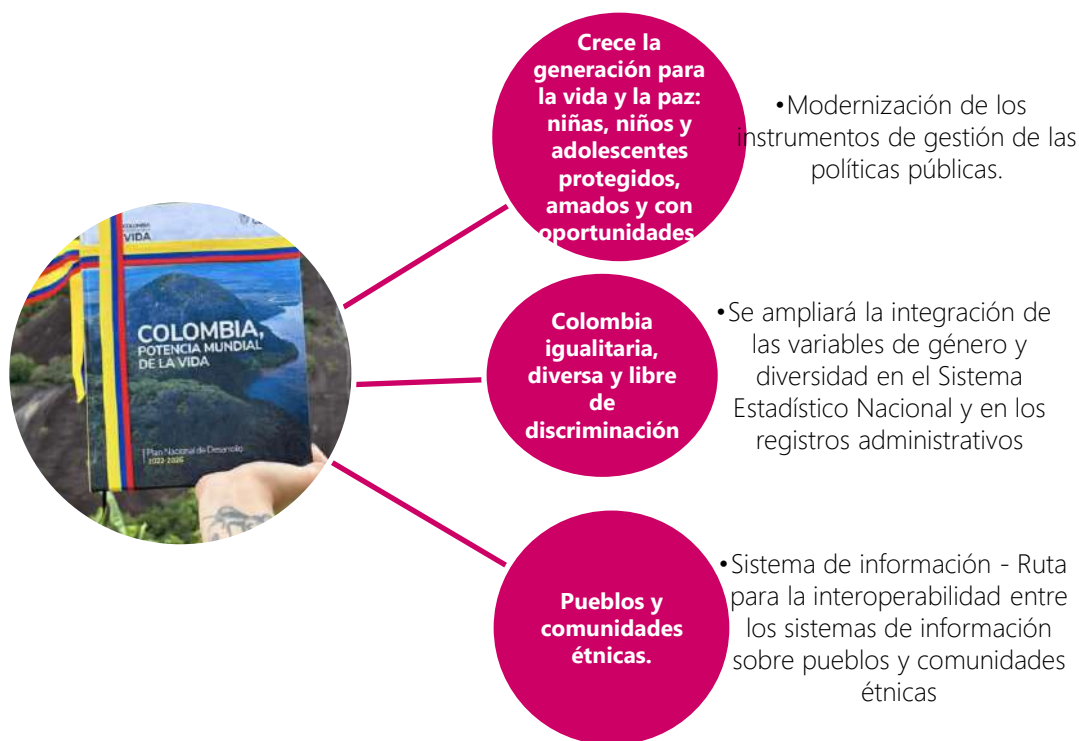 Crece la
generación para
la vida y la paz:
niñas, niños y
adolescentes
protegidos,
amados y con
oportunidades
•Modernización de los
instrumentos de gestión de las
políticas públicas.
VIDA
COLOMBIA,
POTENCIA MUNDIAL
DE LA VIDA
Plan Nacional de Desarrollo
2022-2026
Colombia
igualitaria,
diversa y libre
de
discriminación
•Se ampliará la integración de
las variables de género y
diversidad en el Sistema
Estadístico Nacional y en los
registros administrativos
Pueblos y
comunidades
étnicas.
•Sistema de información - Ruta
para la interoperabilidad entre
los sistemas de información
sobre pueblos y comunidades
étnicas